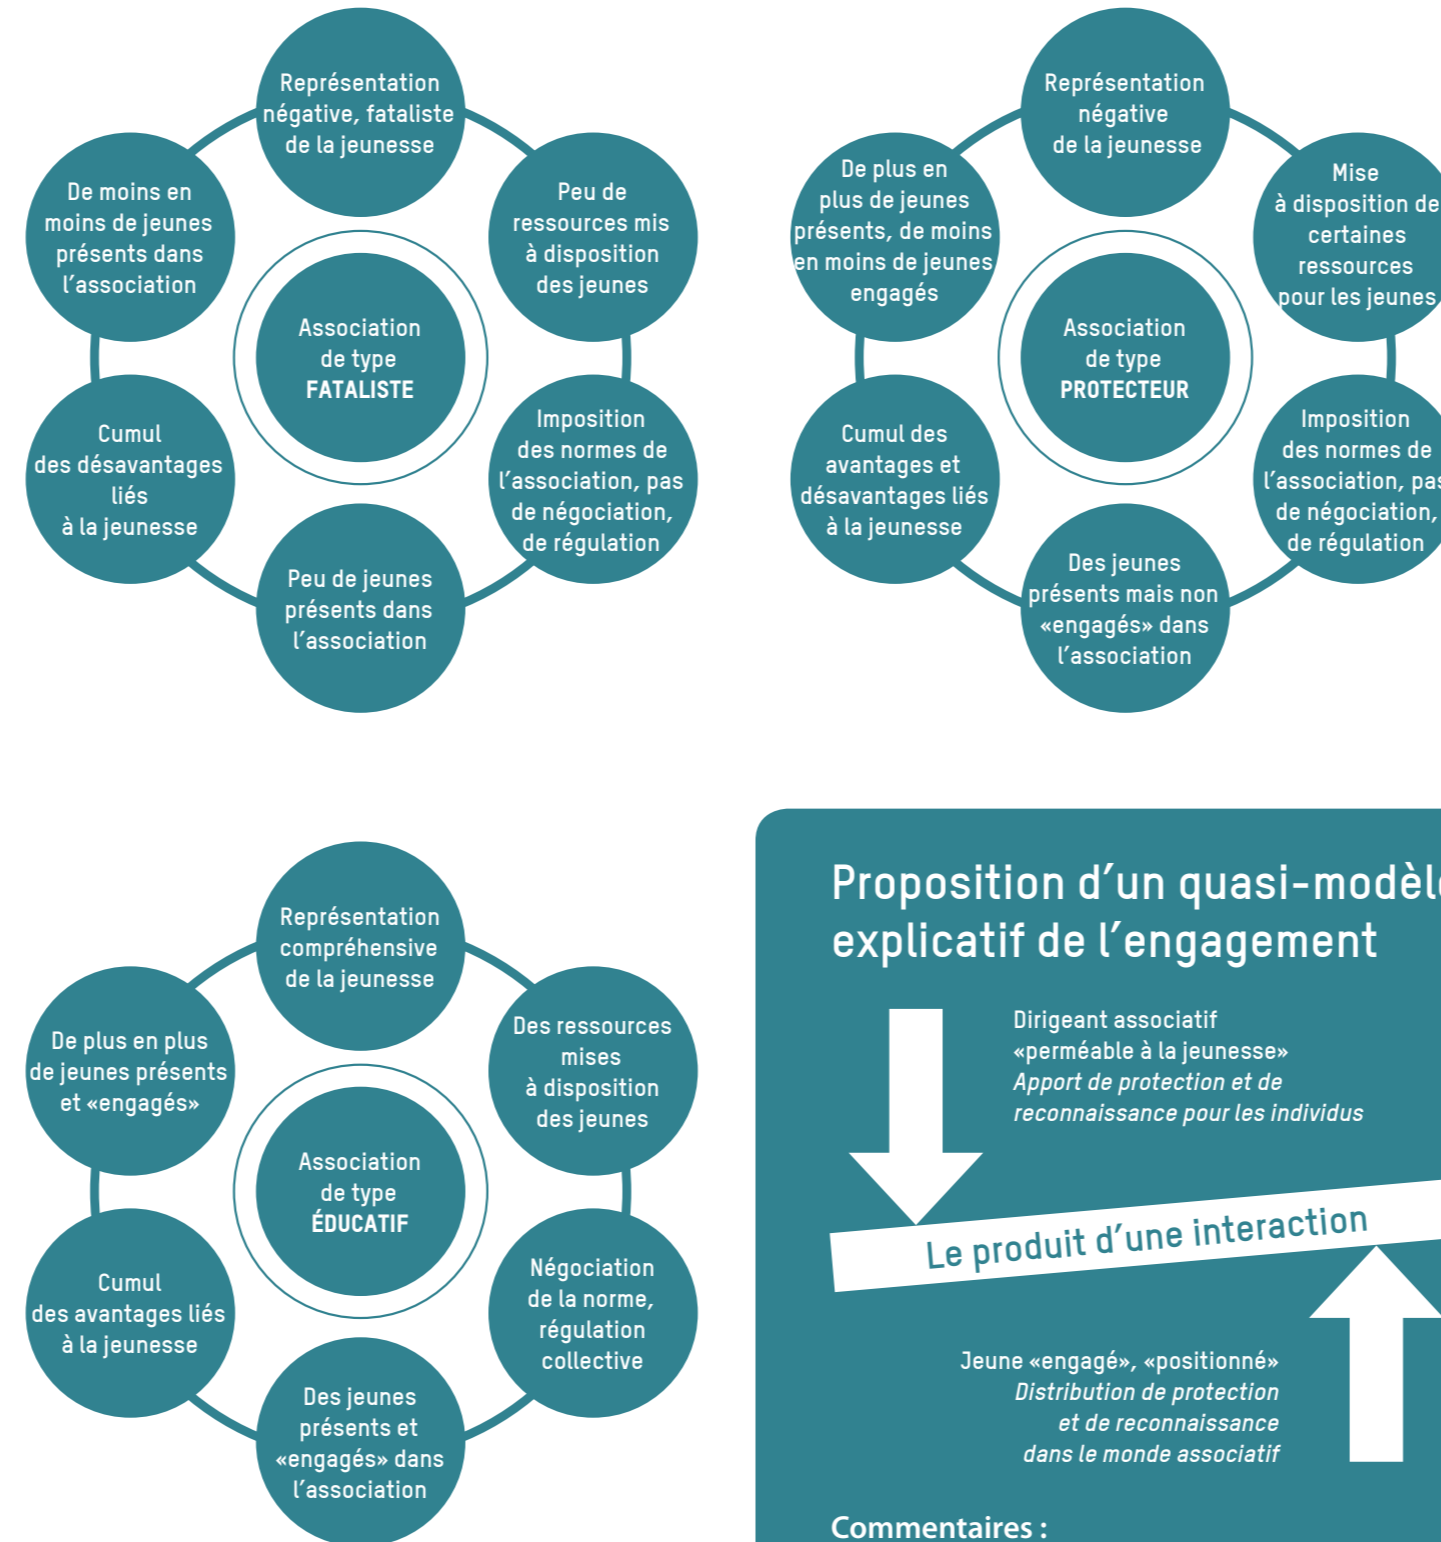 Représentation
négative, fataliste
de la jeunesse
Peu de
ressources mis
à disposition
des jeunes
Imposition
des normes de
l’association, pas
de négociation,
de régulation
Peu de jeunes
présents dans
l’association
Cumul
des désavantages
liés
à la jeunesse
De moins en
moins de jeunes
présents dans
l’association
Association
de type
FATALISTE
Représentation
négative
de la jeunesse
Mise
à disposition de
certaines
ressources
pour les jeunes
Imposition
des normes de
l’association, pas
de négociation,
de régulation
Des jeunes
présents mais non
«engagés» dans
l’association
Cumul des
avantages et
désavantages liés
à la jeunesse
De plus en
plus de jeunes
présents, de moins
en moins de jeunes
engagés
Association
de type
PROTECTEUR
Représentation
compréhensive
de la jeunesse
Des ressources
mises
à disposition
des jeunes
Négociation
de la norme,
régulation
collective
Des jeunes
présents et
«engagés» dans
l’association
Cumul
des avantages liés
à la jeunesse
De plus en plus
de jeunes présents
et «engagés»
Association
de type
ÉDUCATIF
Proposition d’un quasi-modèle
explicatif de l’engagement
Dirigeant associatif
«perméable à la jeunesse»
Apport de protection et de
reconnaissance pour les individus
Le produit d’une interaction
Jeune «engagé», «positionné»
Distribution de protection
et de reconnaissance
dans le monde associatif
Commentaires :